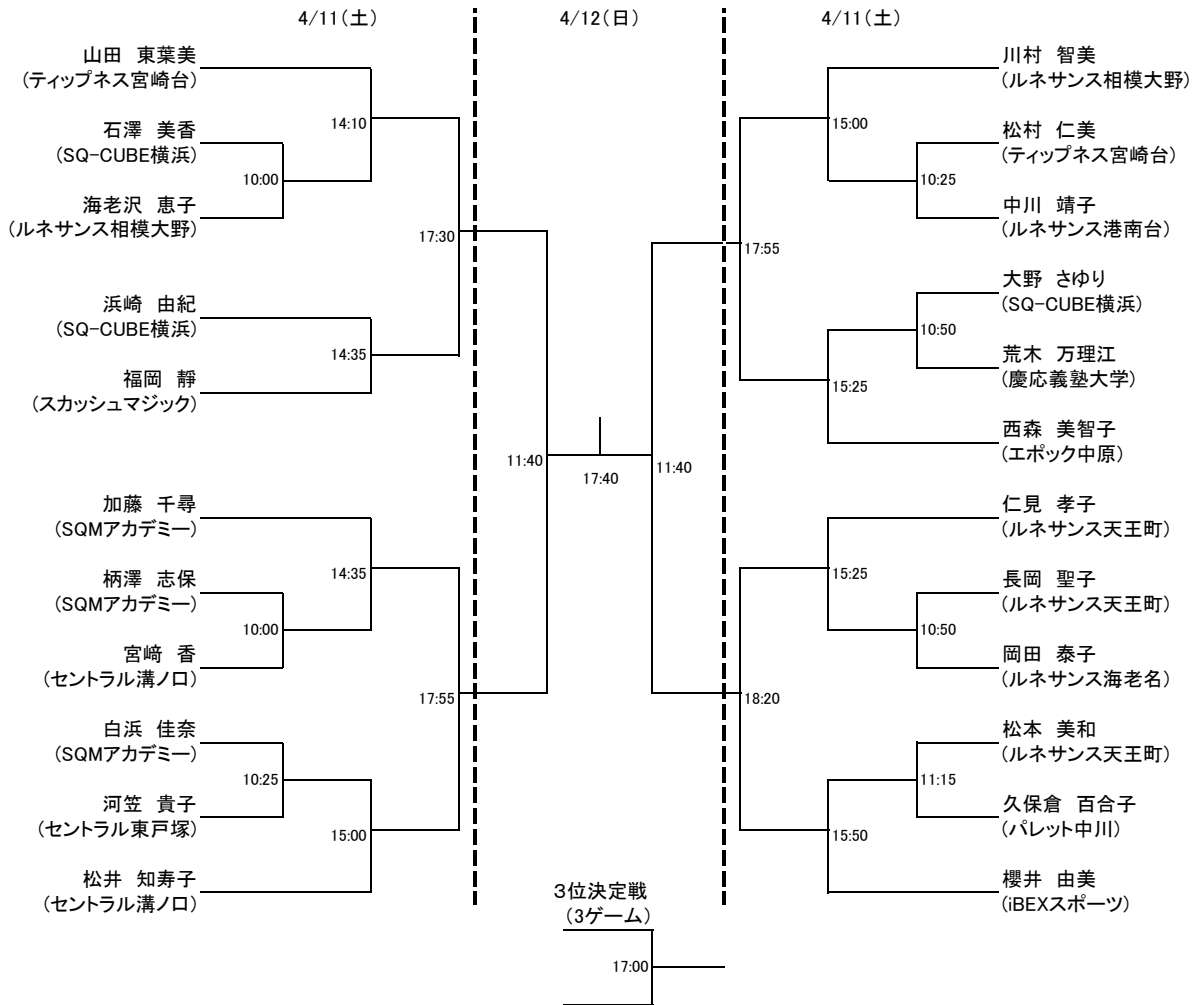 4/11(土)
4/12(日)
4/11(土)
山田 東葉美
(ティップネス宮崎台)
14:10
石澤 美香
(SQ-CUBE横浜)
10:00
海老沢 恵子
(ルネサンス相模大野)
17:30
浜崎 由紀
(SQ-CUBE横浜)
14:35
福岡 靜
(スカッシュマジック)
11:40
17:40
11:40
加藤 千尋
(SQMアカデミー)
14:35
柄澤 志保
(SQMアカデミー)
10:00
宮﨑 香
(セントラル溝ノ口)
17:55
白浜 佳奈
(SQMアカデミー)
10:25
河笠 貴子
(セントラル東戸塚)
15:00
松井 知寿子
(セントラル溝ノ口)
川村 智美
(ルネサンス相模大野)
15:00
松村 仁美
(ティップネス宮崎台)
10:25
中川 靖子
(ルネサンス港南台)
17:55
大野 さゆり
(SQ-CUBE横浜)
10:50
荒木 万理江
(慶応義塾大学)
15:25
西森 美智子
(エポック中原)
仁見 孝子
(ルネサンス天王町)
15:25
長岡 聖子
(ルネサンス天王町)
10:50
岡田 泰子
(ルネサンス海老名)
18:20
松本 美和
(ルネサンス天王町)
11:15
久保倉 百合子
(パレット中川)
15:50
櫻井 由美
(iBEXスポーツ)
3位決定戦
(3ゲーム)
17:00